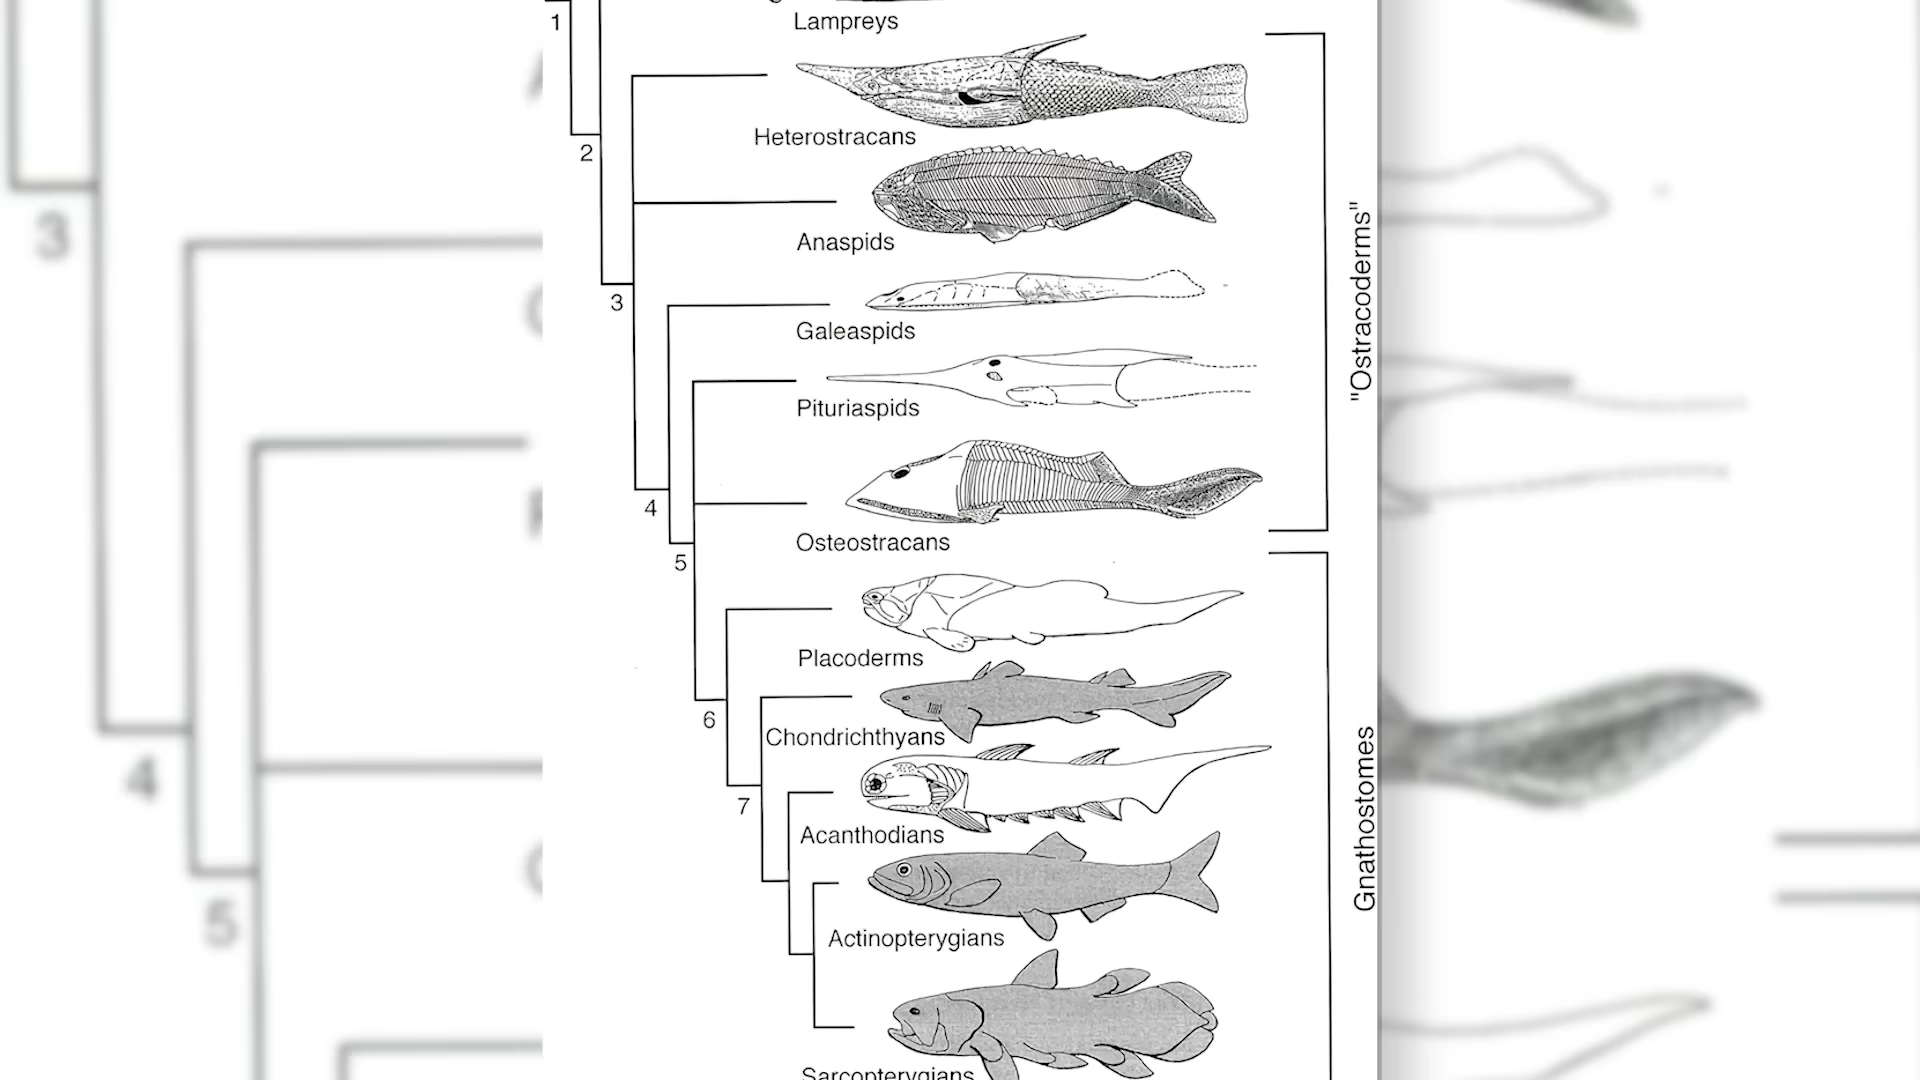 Lampreys
1
Heterostracans
2
Anaspids
3
Galeaspids
Pituriaspids
"Ostracoderms"
4
Osteostracans
5
Placoderms
6
Chondrichthyans
7
Acanthodians
Gnathostomes
Actinopterygians
Sarcopterygians
3
4
5